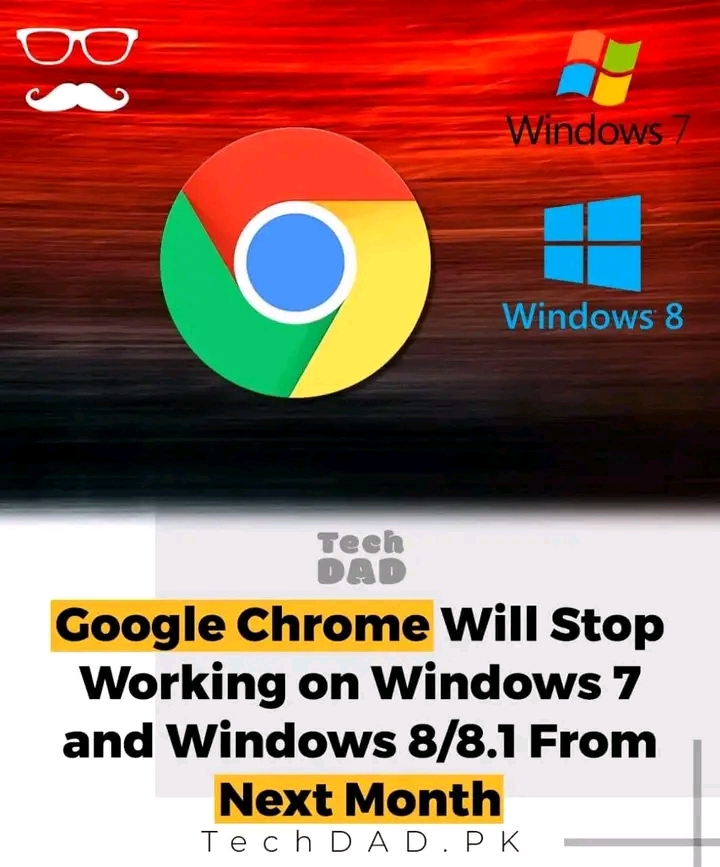 Windows 7
Windows 8
Tech
DAD
Google Chrome Will Stop
Working on Windows 7
and Windows 8/8.1 From
Next Month
TechDAD.PK